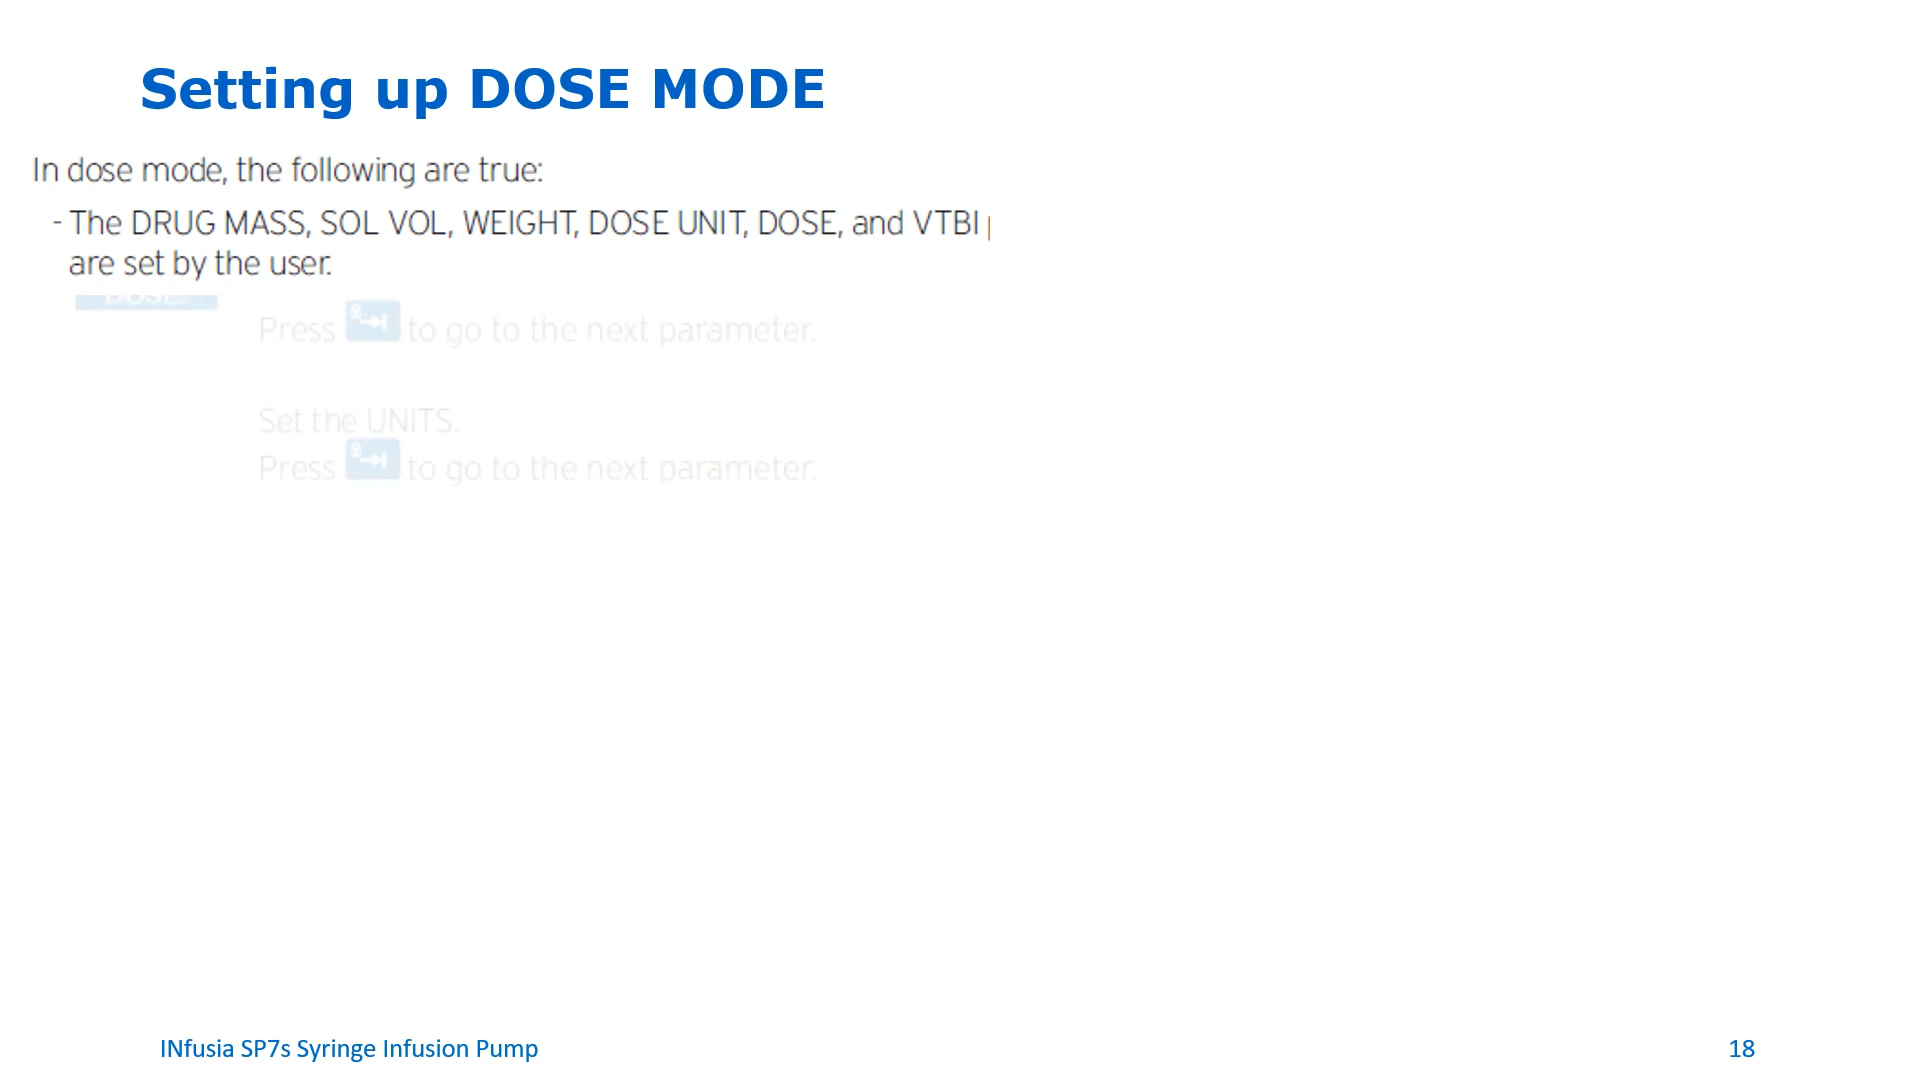 Setting up DOSE MODE
In dose mode, the following are true:
- The DRUG MASS, SOL VOL, WEIGHT, DOSE UNIT, DOSE, and VTBI
are set by the user.
Press to go to the next parameter.
Set the UNITS.
Press to go to the next parameter.
INfusia SP7s Syringe Infusion Pump
18